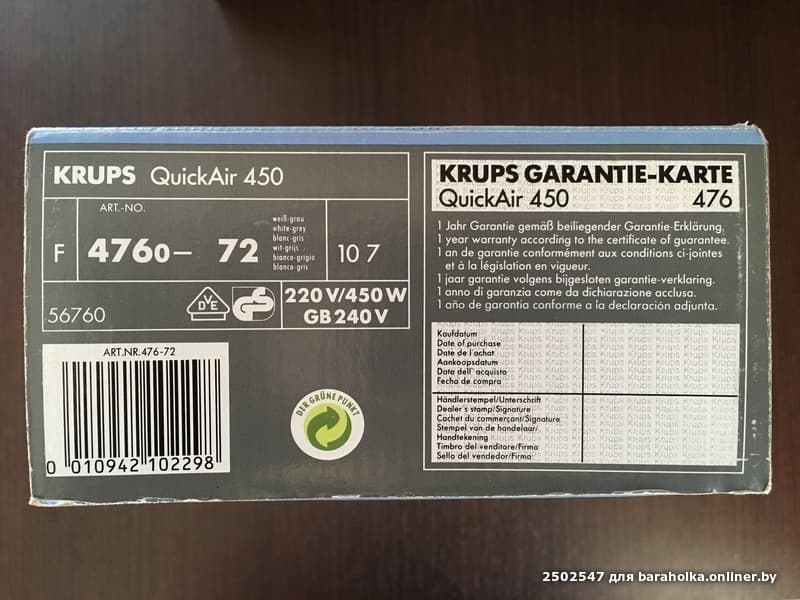 KRUPS QuickAir 450
ART.-NO.
F 4760– 72
weiß-grau
white-grey
blanc-gris
wit-grijs
bianco-grigio
blanco-gris
10 7
56760
DVE
220 V/450 W
GB 240 V
ART.NR.476-72
0 010942 102298
DER GRÜNE PUNKT
KRUPS GARANTIE-KARTE
QuickAir 450 476
1 Jahr Garantie gemäß beiliegender Garantie-Erklärung.
1 year warranty according to the certificate of guarantee.
1 an de garantie conformément aux conditions ci-jointes
et à la législation en vigueur.
1 jaar garantie volgens bijgesloten garantie-verklaring.
1 anno di garanzia come da dichiarazione acclusa.
1 año de garantia conforme a la declaración adjunta.
Kaufdatum
Date of purchase
Date de l'achat
Aankoopsdatum
Data dell' acquisto
Fecha de compra
Händlerstempel/Unterschrift
Dealer's stamp/Signature
Cachet du commerçant/Signature
Stempel van de handelaar/
Handtekening
Timbro del venditore/Firma
Sello del vendedor/Firma
2502547 для baraholka.onliner.by